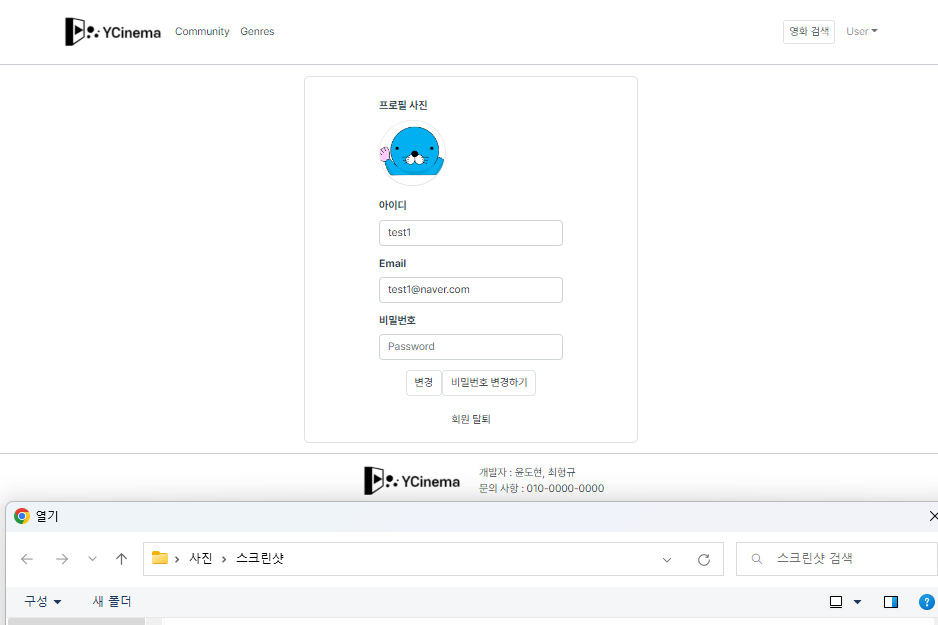 YCinema Community Genres 영화 검색 User
프로필 사진
아이디
test1
Email
test1@naver.com
비밀번호
Password
변경 비밀번호 변경하기
회원 탈퇴
YCinema
개발자 : 윤도현, 최형규
문의 사항 : 010-0000-0000
열기
사진 > 스크린샷 스크린샷 검색
구성 새 폴더